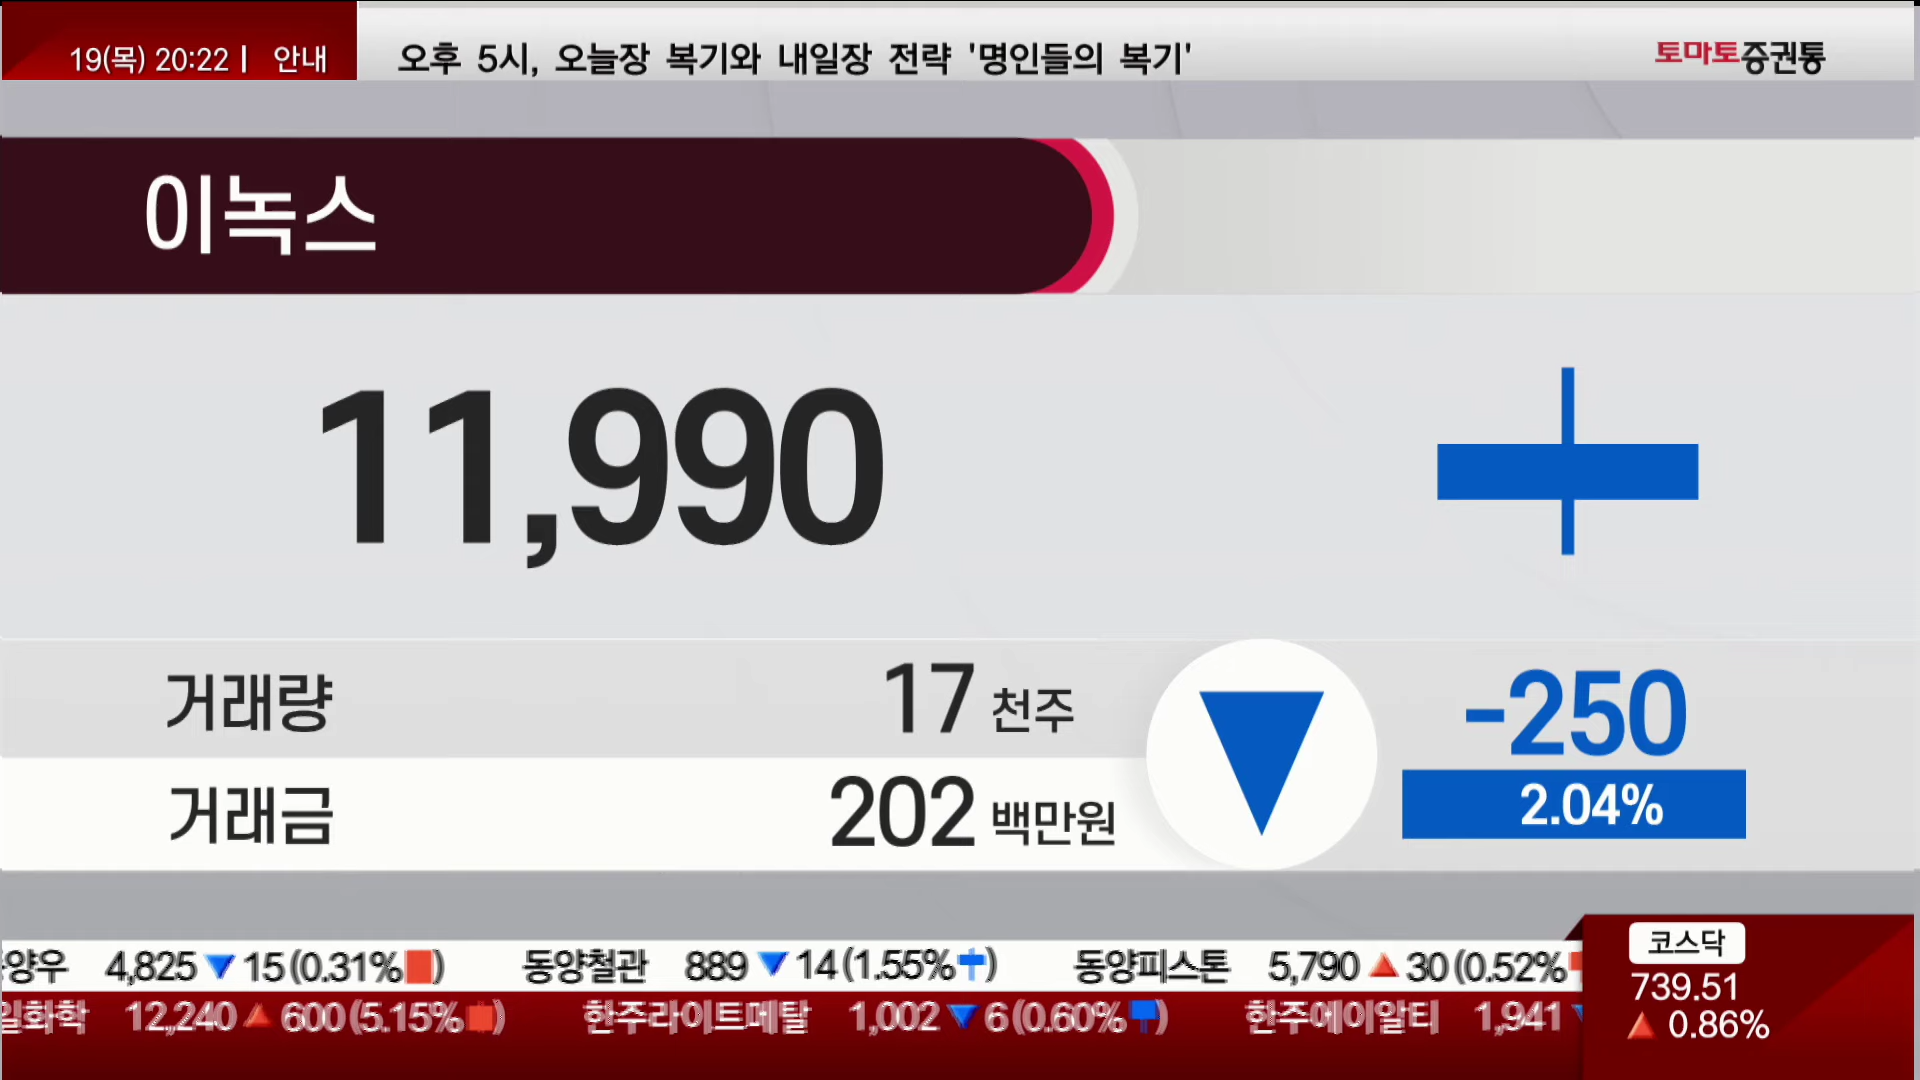 19(목) 20:22 | 안내
오후 5시, 오늘장 복기와 내일장 전략 '명인들의 복기'
토마토증권통
이녹스
11,990
거래량 17 천주
-250
거래금 202 백만원
2.04%
양우 4,825 ▼ 15 (0.31%) 동양철관 889 ▼ 14 (1.55%) 동양피스톤 5,790 ▲ 30 (0.52%
화학 12,240 ▲ 600 (5.15%) 한주라이트메탈 1,002 ▼ 6 (0.60%) 한주에이알티 1,941
코스닥
739.51
▲ 0.86%